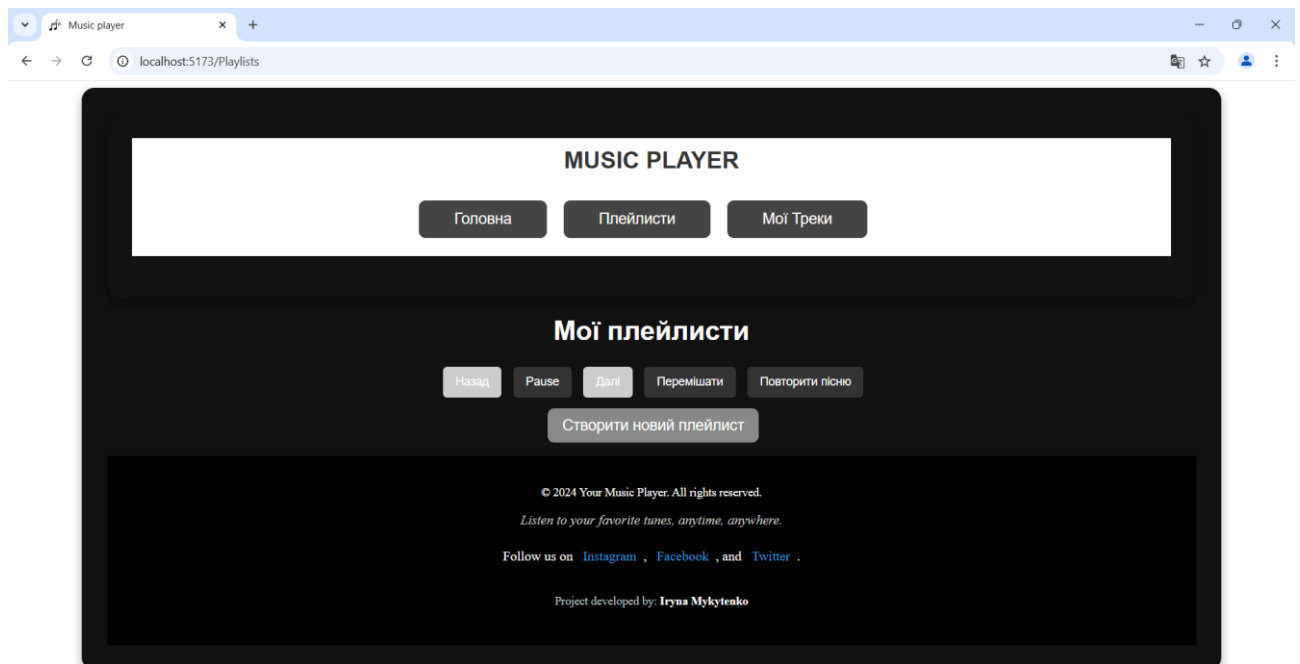 Music player
localhost:5173/Playlists
MUSIC PLAYER
Головна Плейлисти Мої Треки
Мої плейлисти
Назад Pause Далі Перемішати Повторити пісню
Створити новий плейлист
© 2024 Your Music Player. All rights reserved.
Listen to your favorite tunes, anytime, anywhere.
Follow us on Instagram , Facebook , and Twitter .
Project developed by: Iryna Mykytenko